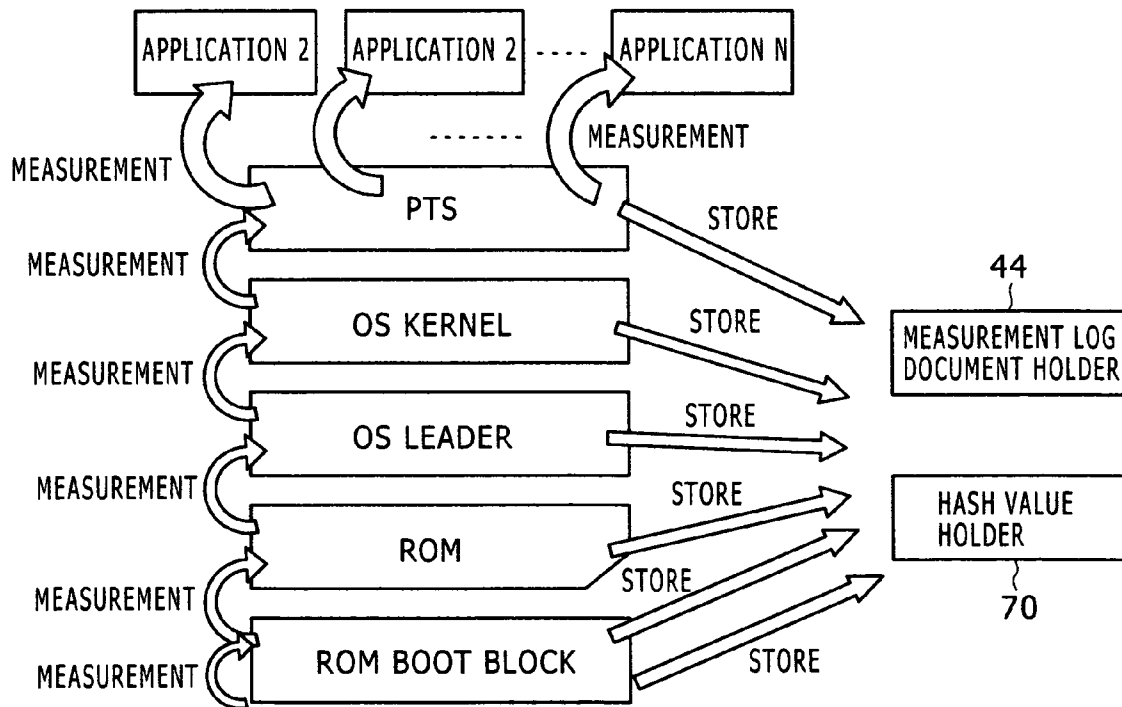 APPLICATION 2
APPLICATION 2
APPLICATION N
MEASUREMENT
MEASUREMENT
PTS
STORE
MEASUREMENT
44
OS KERNEL
STORE
MEASUREMENT LOG
DOCUMENT HOLDER
MEASUREMENT
OS LEADER
STORE
MEASUREMENT
STORE
HASH VALUE
HOLDER
ROM
STORE
MEASUREMENT
70
ROM BOOT BLOCK
STORE
MEASUREMENT